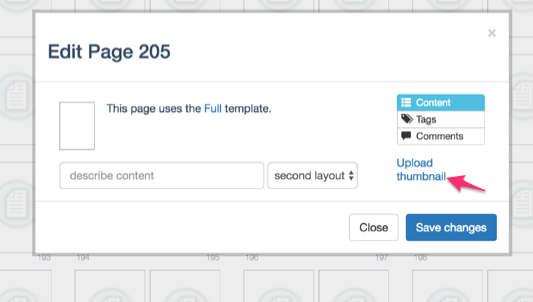 ×
Edit Page 205
This page uses the Full template.
Content
Tags
Comments
Upload
thumbnail
describe content
second layout
Close
Save changes
193 194 195 196 197 198